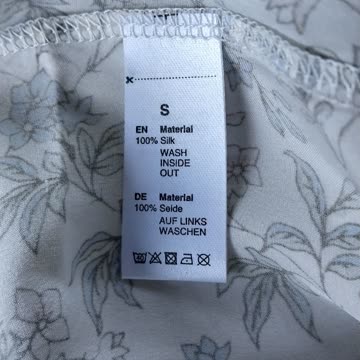 S
EN Material
100% Silk
WASH
INSIDE
OUT
DE Material
100% Seide
AUF LINKS
WASCHEN